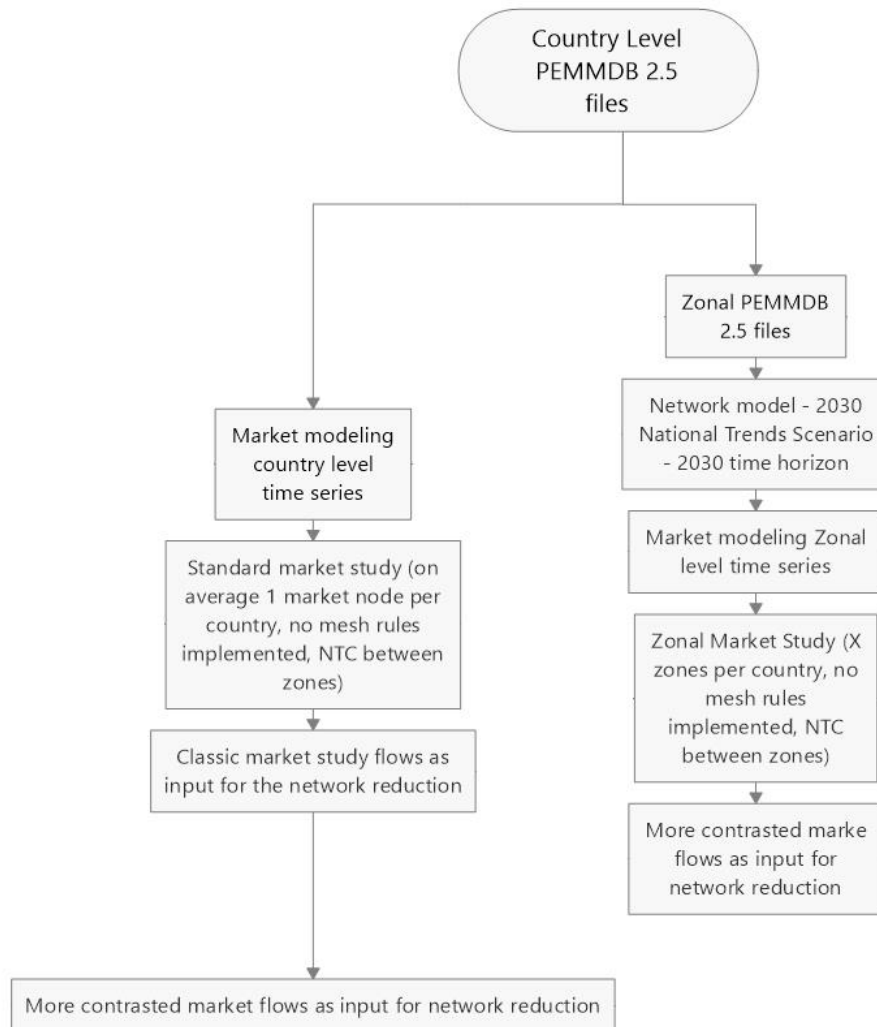 Country Level
PEMMDB 2.5
files
Zonal PEMMDB
2.5 files
Network model - 2030
National Trends Scenario
- 2030 time horizon
Market modeling
country level
time series
Market modeling Zonal
level time series
Standard market study (on
average 1 market node per
country, no mesh rules
implemented, NTC between
zones)
Zonal Market Study (X
zones per country, no
mesh rules
implemented, NTC
between zones)
Classic market study flows as
input for the network reduction
More contrasted marke
flows as input for
network reduction
More contrasted market flows as input for network reduction